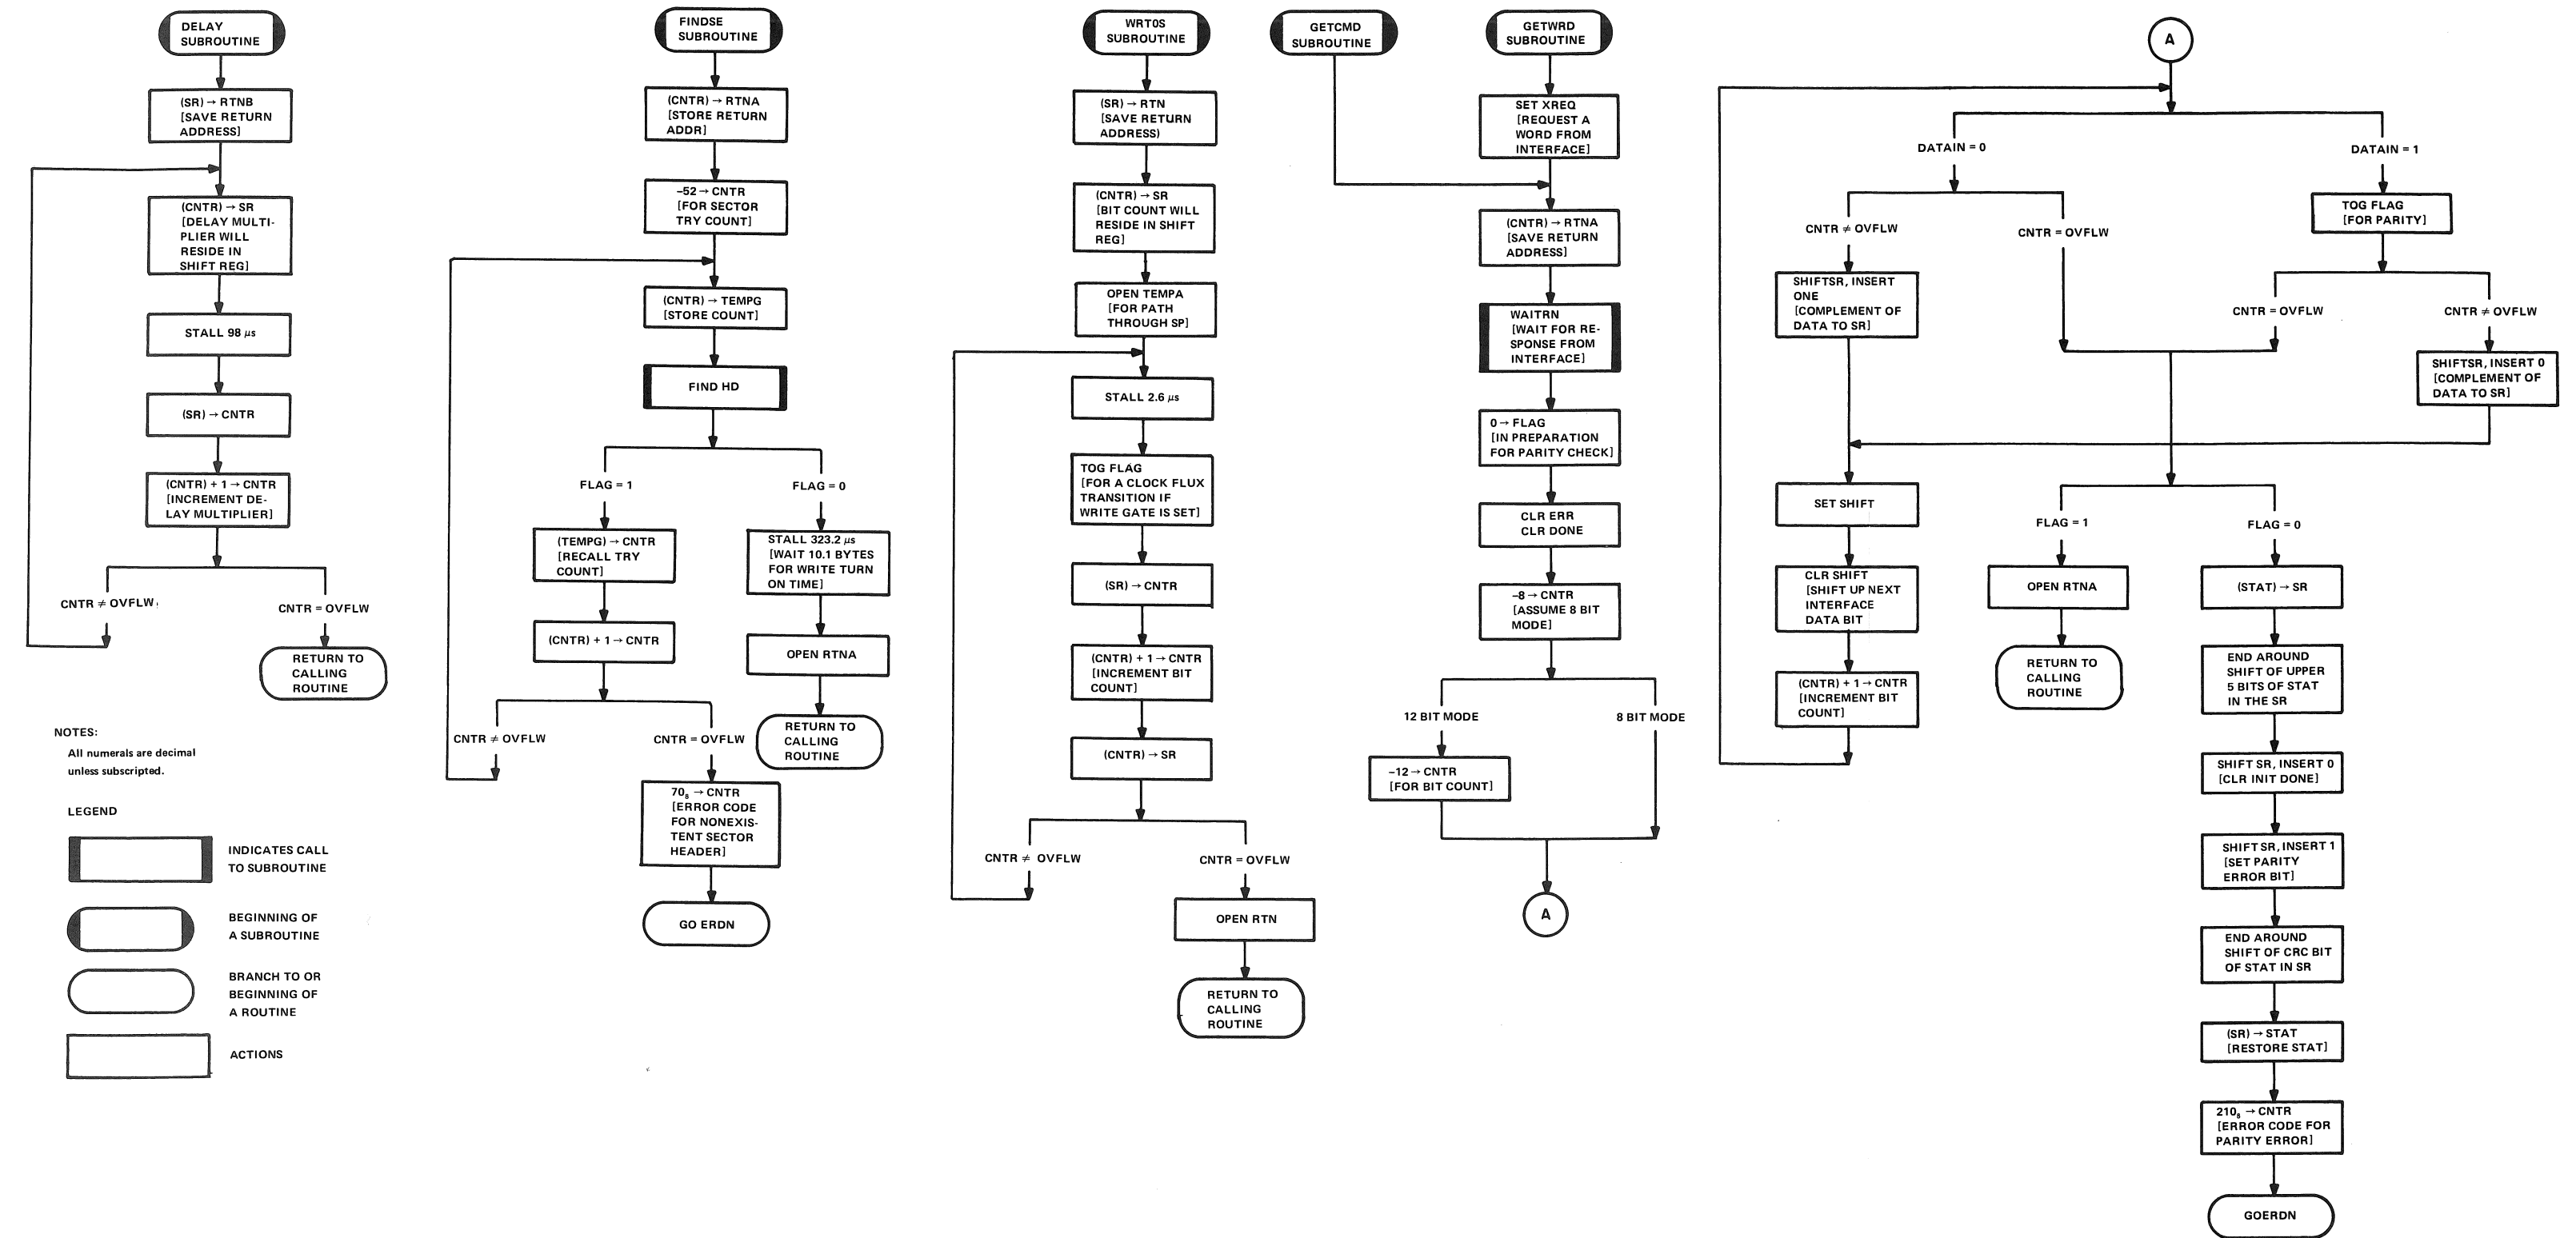 DELAY
SUBROUTINE
(SR) → RTNB
[SAVE RETURN
ADDRESS]
(CNTR) → SR
[DELAY MULTI-
PLIER WILL
RESIDE IN
SHIFT REG]
STALL 98 μs
(SR) → CNTR
(CNTR) + 1 → CNTR
[INCREMENT DE-
LAY MULTIPLIER]
CNTR ≠ OVFLW
CNTR = OVFLW
RETURN TO
CALLING
ROUTINE
NOTES:
All numerals are decimal
unless subscripted.
LEGEND
INDICATES CALL
TO SUBROUTINE
BEGINNING OF
A SUBROUTINE
BRANCH TO OR
BEGINNING OF
A ROUTINE
ACTIONS
FINDSE
SUBROUTINE
(CNTR) → RTNA
[STORE RETURN
ADDR]
–52 → CNTR
[FOR SECTOR
TRY COUNT]
(CNTR) → TEMPG
[STORE COUNT]
FIND HD
FLAG = 1
FLAG = 0
(TEMPG) → CNTR
[RECALL TRY
COUNT]
(CNTR) + 1 → CNTR
STALL 323.2 μs
[WAIT 10.1 BYTES
FOR WRITE TURN
ON TIME]
OPEN RTNA
RETURN TO
CALLING
ROUTINE
CNTR ≠ OVFLW
CNTR = OVFLW
70₈ → CNTR
[ERROR CODE
FOR NONEXIS-
TENT SECTOR
HEADER]
GO ERDN
WRT0S
SUBROUTINE
(SR) → RTN
[SAVE RETURN
ADDRESS)
(CNTR) → SR
[BIT COUNT WILL
RESIDE IN SHIFT
REG]
OPEN TEMPA
[FOR PATH
THROUGH SP]
STALL 2.6 μs
TOG FLAG
[FOR A CLOCK FLUX
TRANSITION IF
WRITE GATE IS SET]
(SR) → CNTR
(CNTR) + 1 → CNTR
[INCREMENT BIT
COUNT]
(CNTR) → SR
CNTR ≠ OVFLW
CNTR = OVFLW
OPEN RTN
RETURN TO
CALLING
ROUTINE
GETCMD
SUBROUTINE
GETWRD
SUBROUTINE
SET XREQ
[REQUEST A
WORD FROM
INTERFACE]
(CNTR) → RTNA
[SAVE RETURN
ADDRESS]
WAITRN
[WAIT FOR RE-
SPONSE FROM
INTERFACE]
0 → FLAG
[IN PREPARATION
FOR PARITY CHECK]
CLR ERR
CLR DONE
–8 → CNTR
[ASSUME 8 BIT
MODE]
12 BIT MODE
8 BIT MODE
–12 → CNTR
[FOR BIT COUNT]
A
A
DATAIN = 0
DATAIN = 1
CNTR ≠ OVFLW
CNTR = OVFLW
TOG FLAG
[FOR PARITY]
SHIFTSR, INSERT
ONE
[COMPLEMENT OF
DATA TO SR]
CNTR = OVFLW
CNTR ≠ OVFLW
SHIFTSR, INSERT 0
[COMPLEMENT OF
DATA TO SR]
SET SHIFT
CLR SHIFT
[SHIFT UP NEXT
INTERFACE
DATA BIT
(CNTR) + 1 → CNTR
[INCREMENT BIT
COUNT]
FLAG = 1
FLAG = 0
OPEN RTNA
RETURN TO
CALLING
ROUTINE
(STAT) → SR
END AROUND
SHIFT OF UPPER
5 BITS OF STAT
IN THE SR
SHIFT SR, INSERT 0
[CLR INIT DONE]
SHIFT SR, INSERT 1
[SET PARITY
ERROR BIT]
END AROUND
SHIFT OF CRC BIT
OF STAT IN SR
(SR) → STAT
[RESTORE STAT]
210₈ → CNTR
[ERROR CODE FOR
PARITY ERROR]
GOERDN